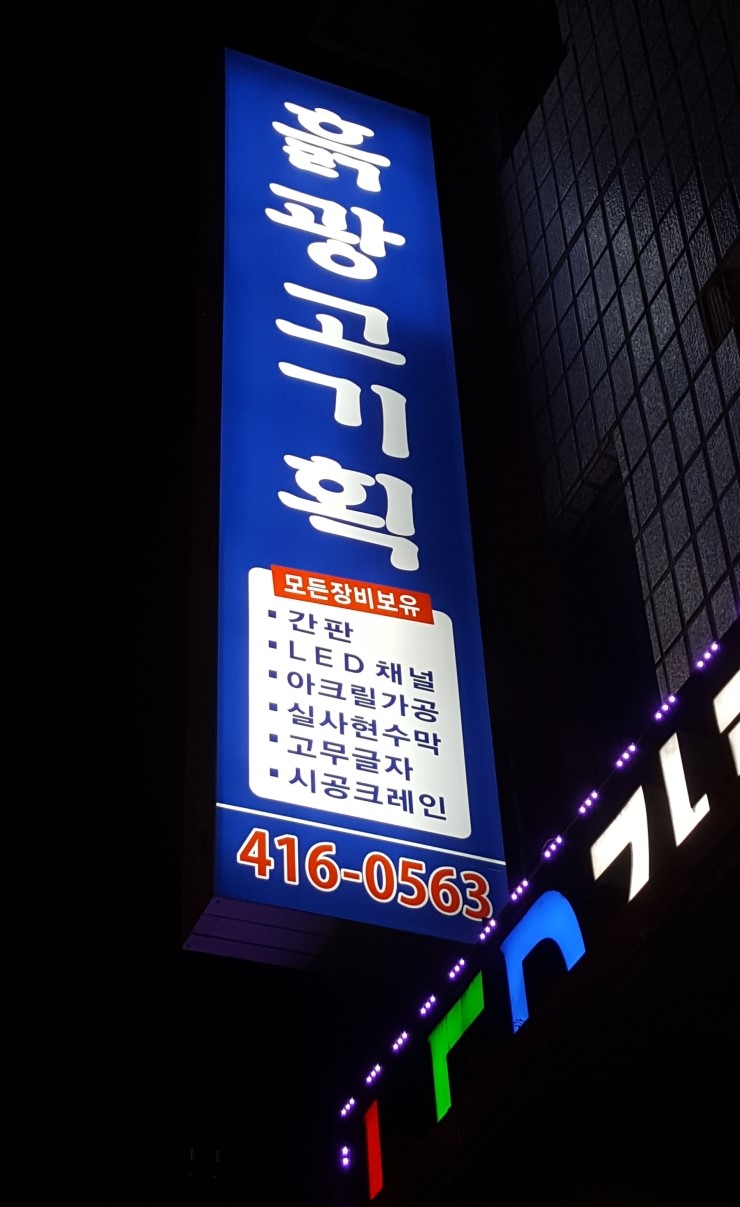 흙광고기획
모든장비보유
▪ 간판
▪ LED 채널
▪ 아크릴가공
▪ 실사현수막
▪ 고무글자
▪ 시공크레인
416-0563